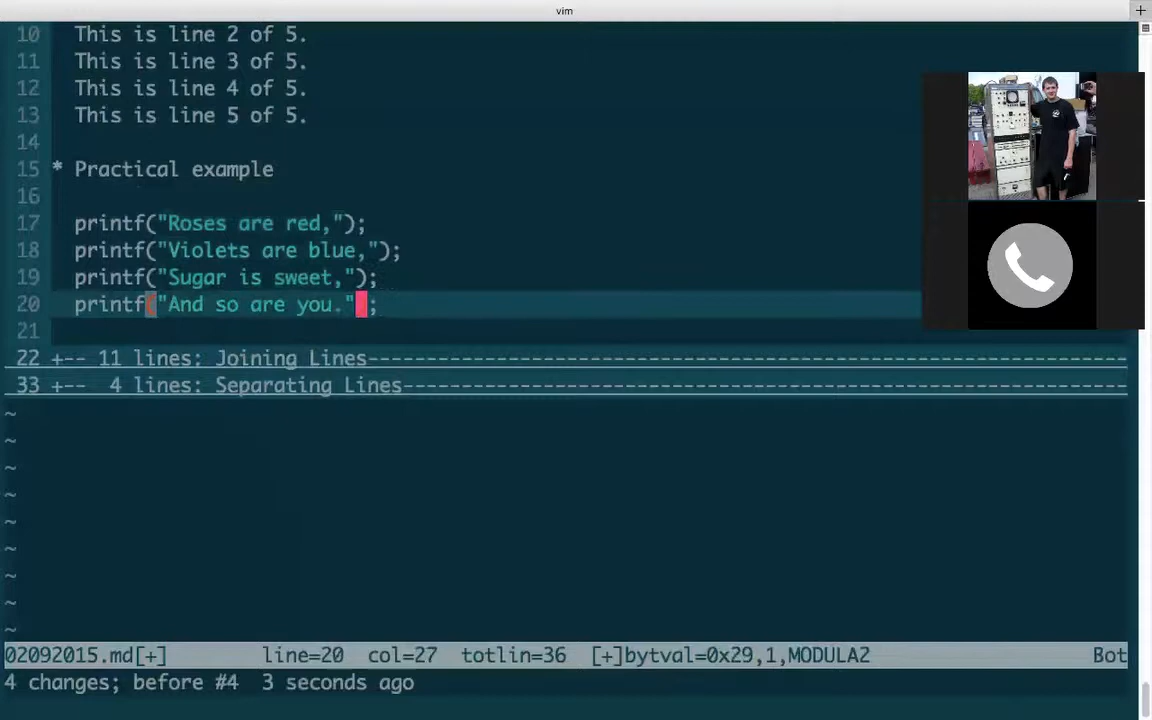 vim
10 This is line 2 of 5.
11 This is line 3 of 5.
12 This is line 4 of 5.
13 This is line 5 of 5.
14
15 * Practical example
16
17 printf("Roses are red,");
18 printf("Violets are blue,");
19 printf("Sugar is sweet,");
20 printf("And so are you.");
21
22 +-- 11 lines: Joining Lines-----------------------------------------------------------------
33 +--  4 lines: Separating Lines--------------------------------------------------------------
~
~
~
~
~
~
~
~
~
02092015.md[+] line=20 col=27 totlin=36 [+]bytval=0x29,1,MODULA2 Bot
4 changes; before #4 3 seconds ago